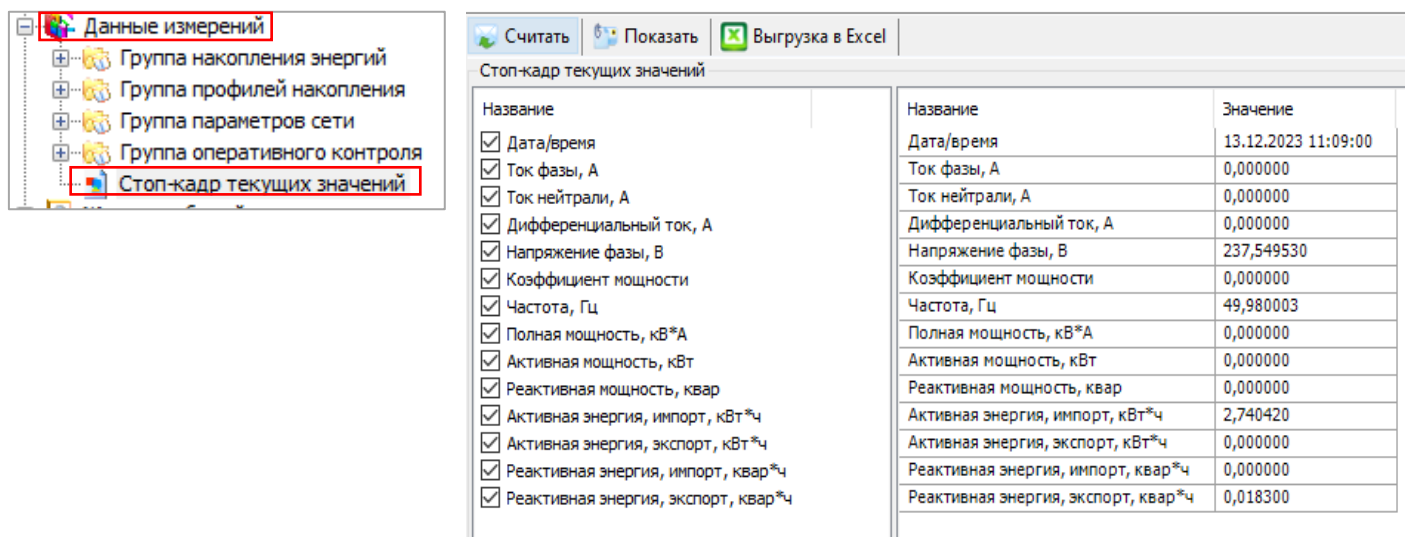 Данные измерений
Группа накопления энергий
Группа профилей накопления
Группа параметров сети
Группа оперативного контроля
Стоп-кадр текущих значений
Считать Показать Выгрузка в Excel
Стоп-кадр текущих значений
Название
Дата/время
Ток фазы, А
Ток нейтрали, А
Дифференциальный ток, А
Напряжение фазы, В
Коэффициент мощности
Частота, Гц
Полная мощность, кВ*А
Активная мощность, кВт
Реактивная мощность, квар
Активная энергия, импорт, кВт*ч
Активная энергия, экспорт, кВт*ч
Реактивная энергия, импорт, квар*ч
Реактивная энергия, экспорт, квар*ч
Название Значение
Дата/время 13.12.2023 11:09:00
Ток фазы, А 0,000000
Ток нейтрали, А 0,000000
Дифференциальный ток, А 0,000000
Напряжение фазы, В 237,549530
Коэффициент мощности 0,000000
Частота, Гц 49,980003
Полная мощность, кВ*А 0,000000
Активная мощность, кВт 0,000000
Реактивная мощность, квар 0,000000
Активная энергия, импорт, кВт*ч 2,740420
Активная энергия, экспорт, кВт*ч 0,000000
Реактивная энергия, импорт, квар*ч 0,000000
Реактивная энергия, экспорт, квар*ч 0,018300